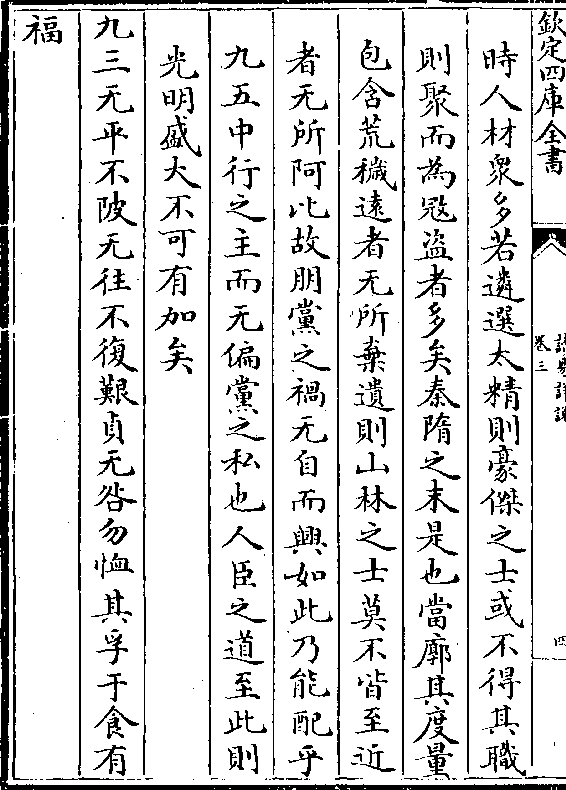 欽定四庫全書
卷三
四
時人材衆多若遴選太精則豪傑之士或不得其職
則聚而為㓂盗者多矣秦隋之末是也當廓其度量
包含荒穢遠者无所棄遺則山林之士莫不皆至近
者无所阿比故朋黨之禍无自而興如此乃能配乎
九五中行之主而无偏黨之私也人臣之道至此則
光明盛大不可有加矣
九三无平不陂无往不復艱貞无咎勿恤其孚于食有
福